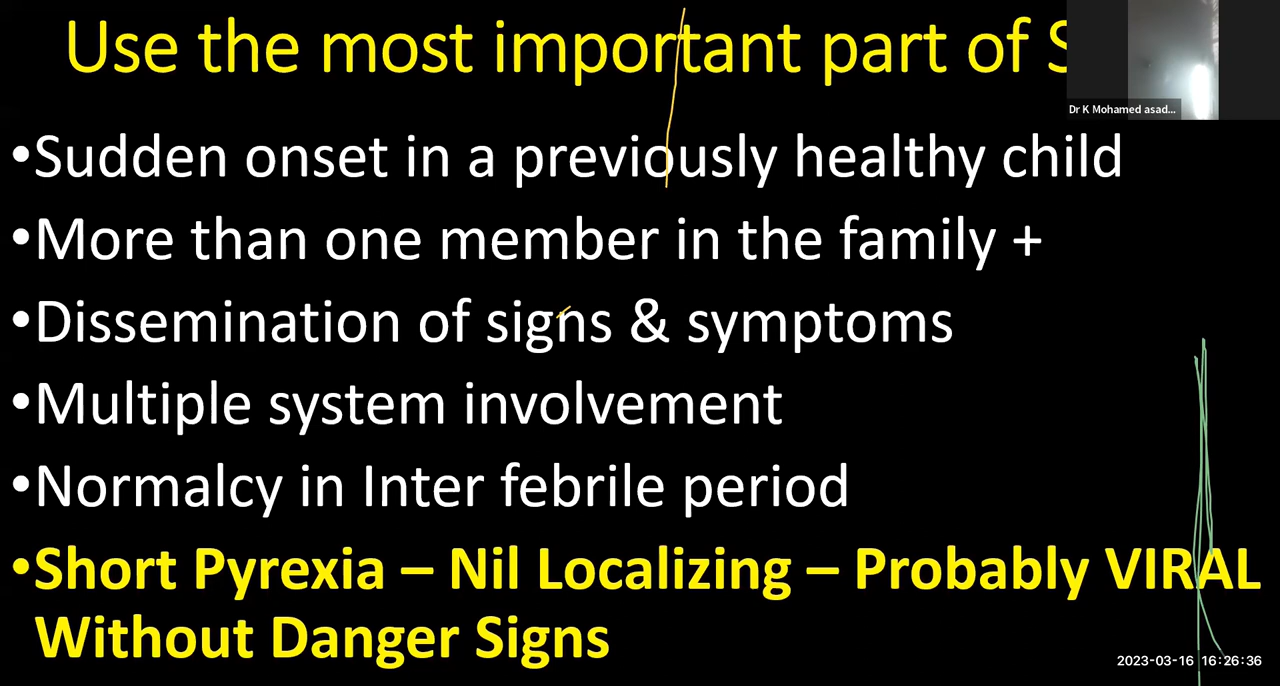 Use the most important part of S
Dr K Mohamed asad...
•Sudden onset in a previously healthy child
•More than one member in the family +
•Dissemination of signs & symptoms
•Multiple system involvement
•Normalcy in Inter febrile period
•Short Pyrexia – Nil Localizing – Probably VIRAL
Without Danger Signs
2023-03-16 16:26:36